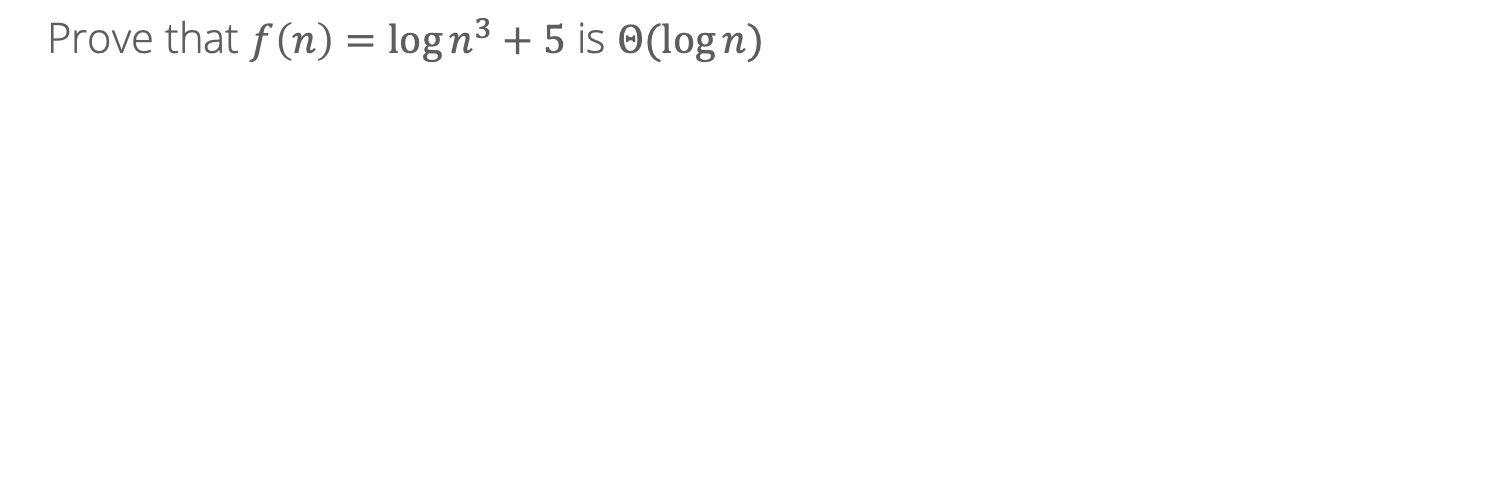 Prove that f(n) = log n³ + 5 is Θ(log n)